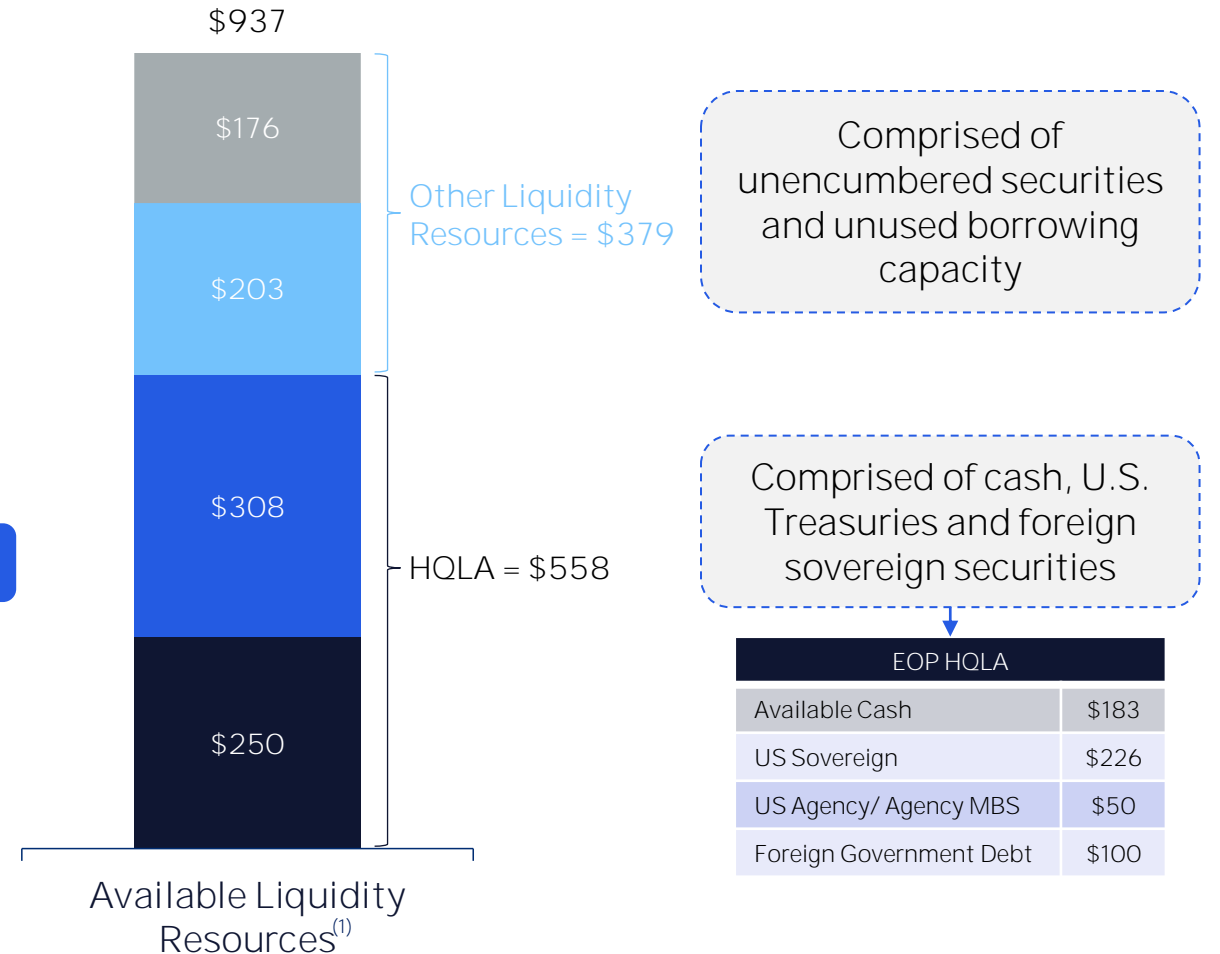 $937
$176
$203
$308
$250
Other Liquidity
Resources = $379
HQLA = $558
Available Liquidity
Resources(1)
Comprised of
unencumbered securities
and unused borrowing
capacity
Comprised of cash, U.S.
Treasuries and foreign
sovereign securities
EOP HQLA
Available Cash $183
US Sovereign $226
US Agency/ Agency MBS $50
Foreign Government Debt $100